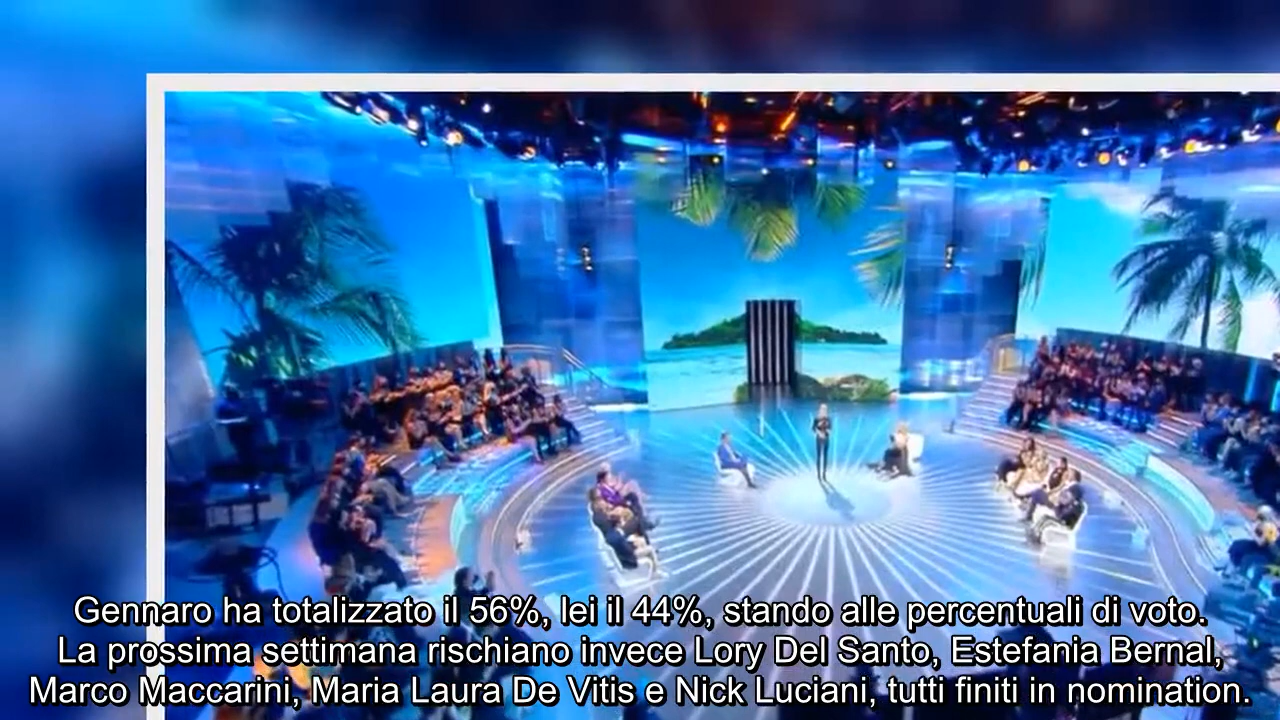 Gennaro ha totalizzato il 56%, lei il 44%, stando alle percentuali di voto.
La prossima settimana rischiano invece Lory Del Santo, Estefania Bernal,
Marco Maccarini, Maria Laura De Vitis e Nick Luciani, tutti finiti in nomination.